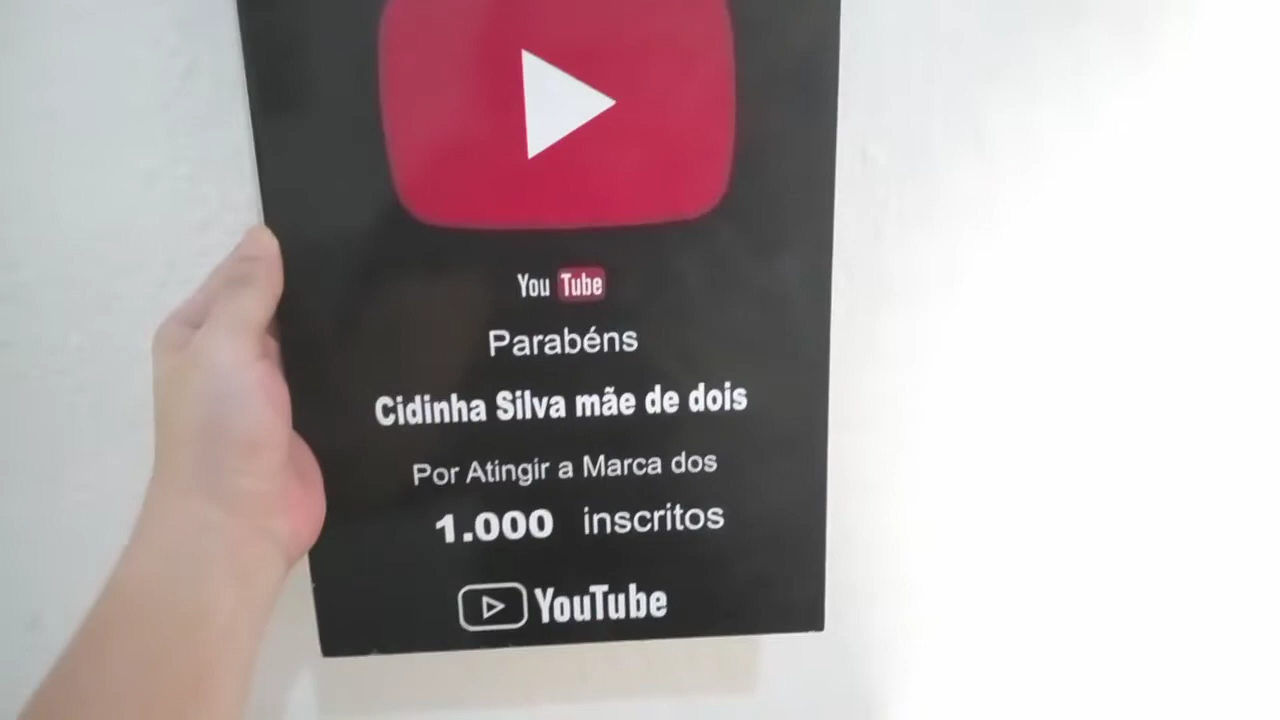 You Tube
Parabéns
Cidinha Silva mãe de dois
Por Atingir a Marca dos
1.000 inscritos
YouTube